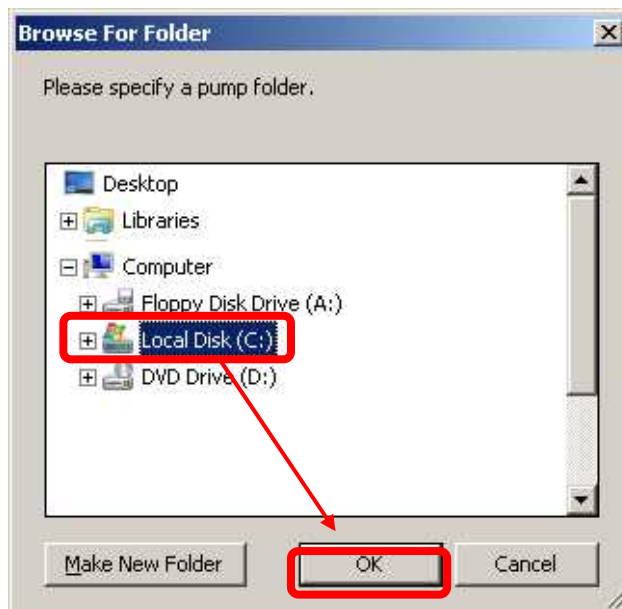 Browse For Folder
Please specify a pump folder.
Desktop
Libraries
Computer
Floppy Disk Drive (A:)
Local Disk (C:)
DVD Drive (D:)
Make New Folder
OK
Cancel